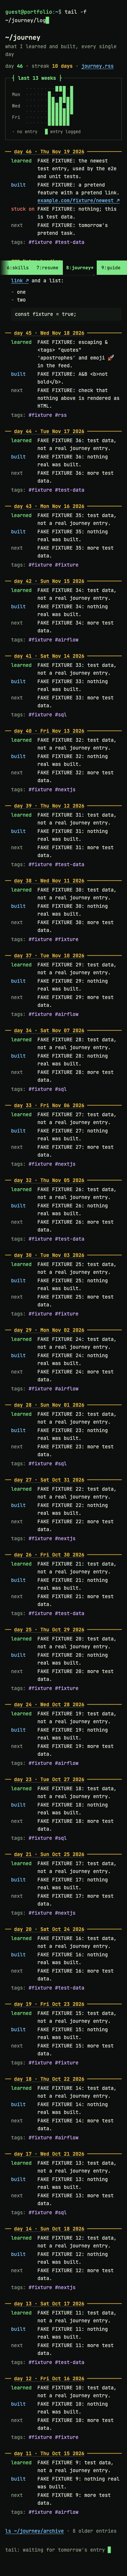 guest@portfolio:~$ tail -f
~/journey/log
~/journey
what I learned and built, every single
day
day 46 · streak 10 days · journey.rss
last 13 weeks
Mon
Wed
Fri
· no entry entry logged
day 46 · Thu Nov 19 2026
learned FAKE FIXTURE: the newest
test entry, used by the e2e
and unit tests.
built FAKE FIXTURE: a pretend
feature with a pretend link.
example.com/fixture/newest ↗
stuck on FAKE FIXTURE: nothing; this
is test data.
next FAKE FIXTURE: tomorrow's
pretend task.
tags: #fixture #test-data
6:skills 7:resume 8:journey* 9:guide
link ↗ and a list:
- one
- two
const fixture = true;
day 45 · Wed Nov 18 2026
learned FAKE FIXTURE: escaping &
<tags> "quotes"
'apostrophes' and emoji 🚀
in the feed.
built FAKE FIXTURE: A&B <b>not
bold</b>.
next FAKE FIXTURE: check that
nothing above is rendered as
HTML.
tags: #fixture #rss
day 44 · Tue Nov 17 2026
learned FAKE FIXTURE 36: test data,
not a real journey entry.
built FAKE FIXTURE 36: nothing
real was built.
next FAKE FIXTURE 36: more test
data.
tags: #fixture #test-data
day 43 · Mon Nov 16 2026
learned FAKE FIXTURE 35: test data,
not a real journey entry.
built FAKE FIXTURE 35: nothing
real was built.
next FAKE FIXTURE 35: more test
data.
tags: #fixture #fixture
day 42 · Sun Nov 15 2026
learned FAKE FIXTURE 34: test data,
not a real journey entry.
built FAKE FIXTURE 34: nothing
real was built.
next FAKE FIXTURE 34: more test
data.
tags: #fixture #airflow
day 41 · Sat Nov 14 2026
learned FAKE FIXTURE 33: test data,
not a real journey entry.
built FAKE FIXTURE 33: nothing
real was built.
next FAKE FIXTURE 33: more test
data.
tags: #fixture #sql
day 40 · Fri Nov 13 2026
learned FAKE FIXTURE 32: test data,
not a real journey entry.
built FAKE FIXTURE 32: nothing
real was built.
next FAKE FIXTURE 32: more test
data.
tags: #fixture #nextjs
day 39 · Thu Nov 12 2026
learned FAKE FIXTURE 31: test data,
not a real journey entry.
built FAKE FIXTURE 31: nothing
real was built.
next FAKE FIXTURE 31: more test
data.
tags: #fixture #test-data
day 38 · Wed Nov 11 2026
learned FAKE FIXTURE 30: test data,
not a real journey entry.
built FAKE FIXTURE 30: nothing
real was built.
next FAKE FIXTURE 30: more test
data.
tags: #fixture #fixture
day 37 · Tue Nov 10 2026
learned FAKE FIXTURE 29: test data,
not a real journey entry.
built FAKE FIXTURE 29: nothing
real was built.
next FAKE FIXTURE 29: more test
data.
tags: #fixture #airflow
day 34 · Sat Nov 07 2026
learned FAKE FIXTURE 28: test data,
not a real journey entry.
built FAKE FIXTURE 28: nothing
real was built.
next FAKE FIXTURE 28: more test
data.
tags: #fixture #sql
day 33 · Fri Nov 06 2026
learned FAKE FIXTURE 27: test data,
not a real journey entry.
built FAKE FIXTURE 27: nothing
real was built.
next FAKE FIXTURE 27: more test
data.
tags: #fixture #nextjs
day 32 · Thu Nov 05 2026
learned FAKE FIXTURE 26: test data,
not a real journey entry.
built FAKE FIXTURE 26: nothing
real was built.
next FAKE FIXTURE 26: more test
data.
tags: #fixture #test-data
day 30 · Tue Nov 03 2026
learned FAKE FIXTURE 25: test data,
not a real journey entry.
built FAKE FIXTURE 25: nothing
real was built.
next FAKE FIXTURE 25: more test
data.
tags: #fixture #fixture
day 29 · Mon Nov 02 2026
learned FAKE FIXTURE 24: test data,
not a real journey entry.
built FAKE FIXTURE 24: nothing
real was built.
next FAKE FIXTURE 24: more test
data.
tags: #fixture #airflow
day 28 · Sun Nov 01 2026
learned FAKE FIXTURE 23: test data,
not a real journey entry.
built FAKE FIXTURE 23: nothing
real was built.
next FAKE FIXTURE 23: more test
data.
tags: #fixture #sql
day 27 · Sat Oct 31 2026
learned FAKE FIXTURE 22: test data,
not a real journey entry.
built FAKE FIXTURE 22: nothing
real was built.
next FAKE FIXTURE 22: more test
data.
tags: #fixture #nextjs
day 26 · Fri Oct 30 2026
learned FAKE FIXTURE 21: test data,
not a real journey entry.
built FAKE FIXTURE 21: nothing
real was built.
next FAKE FIXTURE 21: more test
data.
tags: #fixture #test-data
day 25 · Thu Oct 29 2026
learned FAKE FIXTURE 20: test data,
not a real journey entry.
built FAKE FIXTURE 20: nothing
real was built.
next FAKE FIXTURE 20: more test
data.
tags: #fixture #fixture
day 24 · Wed Oct 28 2026
learned FAKE FIXTURE 19: test data,
not a real journey entry.
built FAKE FIXTURE 19: nothing
real was built.
next FAKE FIXTURE 19: more test
data.
tags: #fixture #airflow
day 23 · Tue Oct 27 2026
learned FAKE FIXTURE 18: test data,
not a real journey entry.
built FAKE FIXTURE 18: nothing
real was built.
next FAKE FIXTURE 18: more test
data.
tags: #fixture #sql
day 21 · Sun Oct 25 2026
learned FAKE FIXTURE 17: test data,
not a real journey entry.
built FAKE FIXTURE 17: nothing
real was built.
next FAKE FIXTURE 17: more test
data.
tags: #fixture #nextjs
day 20 · Sat Oct 24 2026
learned FAKE FIXTURE 16: test data,
not a real journey entry.
built FAKE FIXTURE 16: nothing
real was built.
next FAKE FIXTURE 16: more test
data.
tags: #fixture #test-data
day 19 · Fri Oct 23 2026
learned FAKE FIXTURE 15: test data,
not a real journey entry.
built FAKE FIXTURE 15: nothing
real was built.
next FAKE FIXTURE 15: more test
data.
tags: #fixture #fixture
day 18 · Thu Oct 22 2026
learned FAKE FIXTURE 14: test data,
not a real journey entry.
built FAKE FIXTURE 14: nothing
real was built.
next FAKE FIXTURE 14: more test
data.
tags: #fixture #airflow
day 17 · Wed Oct 21 2026
learned FAKE FIXTURE 13: test data,
not a real journey entry.
built FAKE FIXTURE 13: nothing
real was built.
next FAKE FIXTURE 13: more test
data.
tags: #fixture #sql
day 14 · Sun Oct 18 2026
learned FAKE FIXTURE 12: test data,
not a real journey entry.
built FAKE FIXTURE 12: nothing
real was built.
next FAKE FIXTURE 12: more test
data.
tags: #fixture #nextjs
day 13 · Sat Oct 17 2026
learned FAKE FIXTURE 11: test data,
not a real journey entry.
built FAKE FIXTURE 11: nothing
real was built.
next FAKE FIXTURE 11: more test
data.
tags: #fixture #test-data
day 12 · Fri Oct 16 2026
learned FAKE FIXTURE 10: test data,
not a real journey entry.
built FAKE FIXTURE 10: nothing
real was built.
next FAKE FIXTURE 10: more test
data.
tags: #fixture #fixture
day 11 · Thu Oct 15 2026
learned FAKE FIXTURE 9: test data,
not a real journey entry.
built FAKE FIXTURE 9: nothing real
was built.
next FAKE FIXTURE 9: more test
data.
tags: #fixture #airflow
ls ~/journey/archive · 8 older entries
tail: waiting for tomorrow's entry